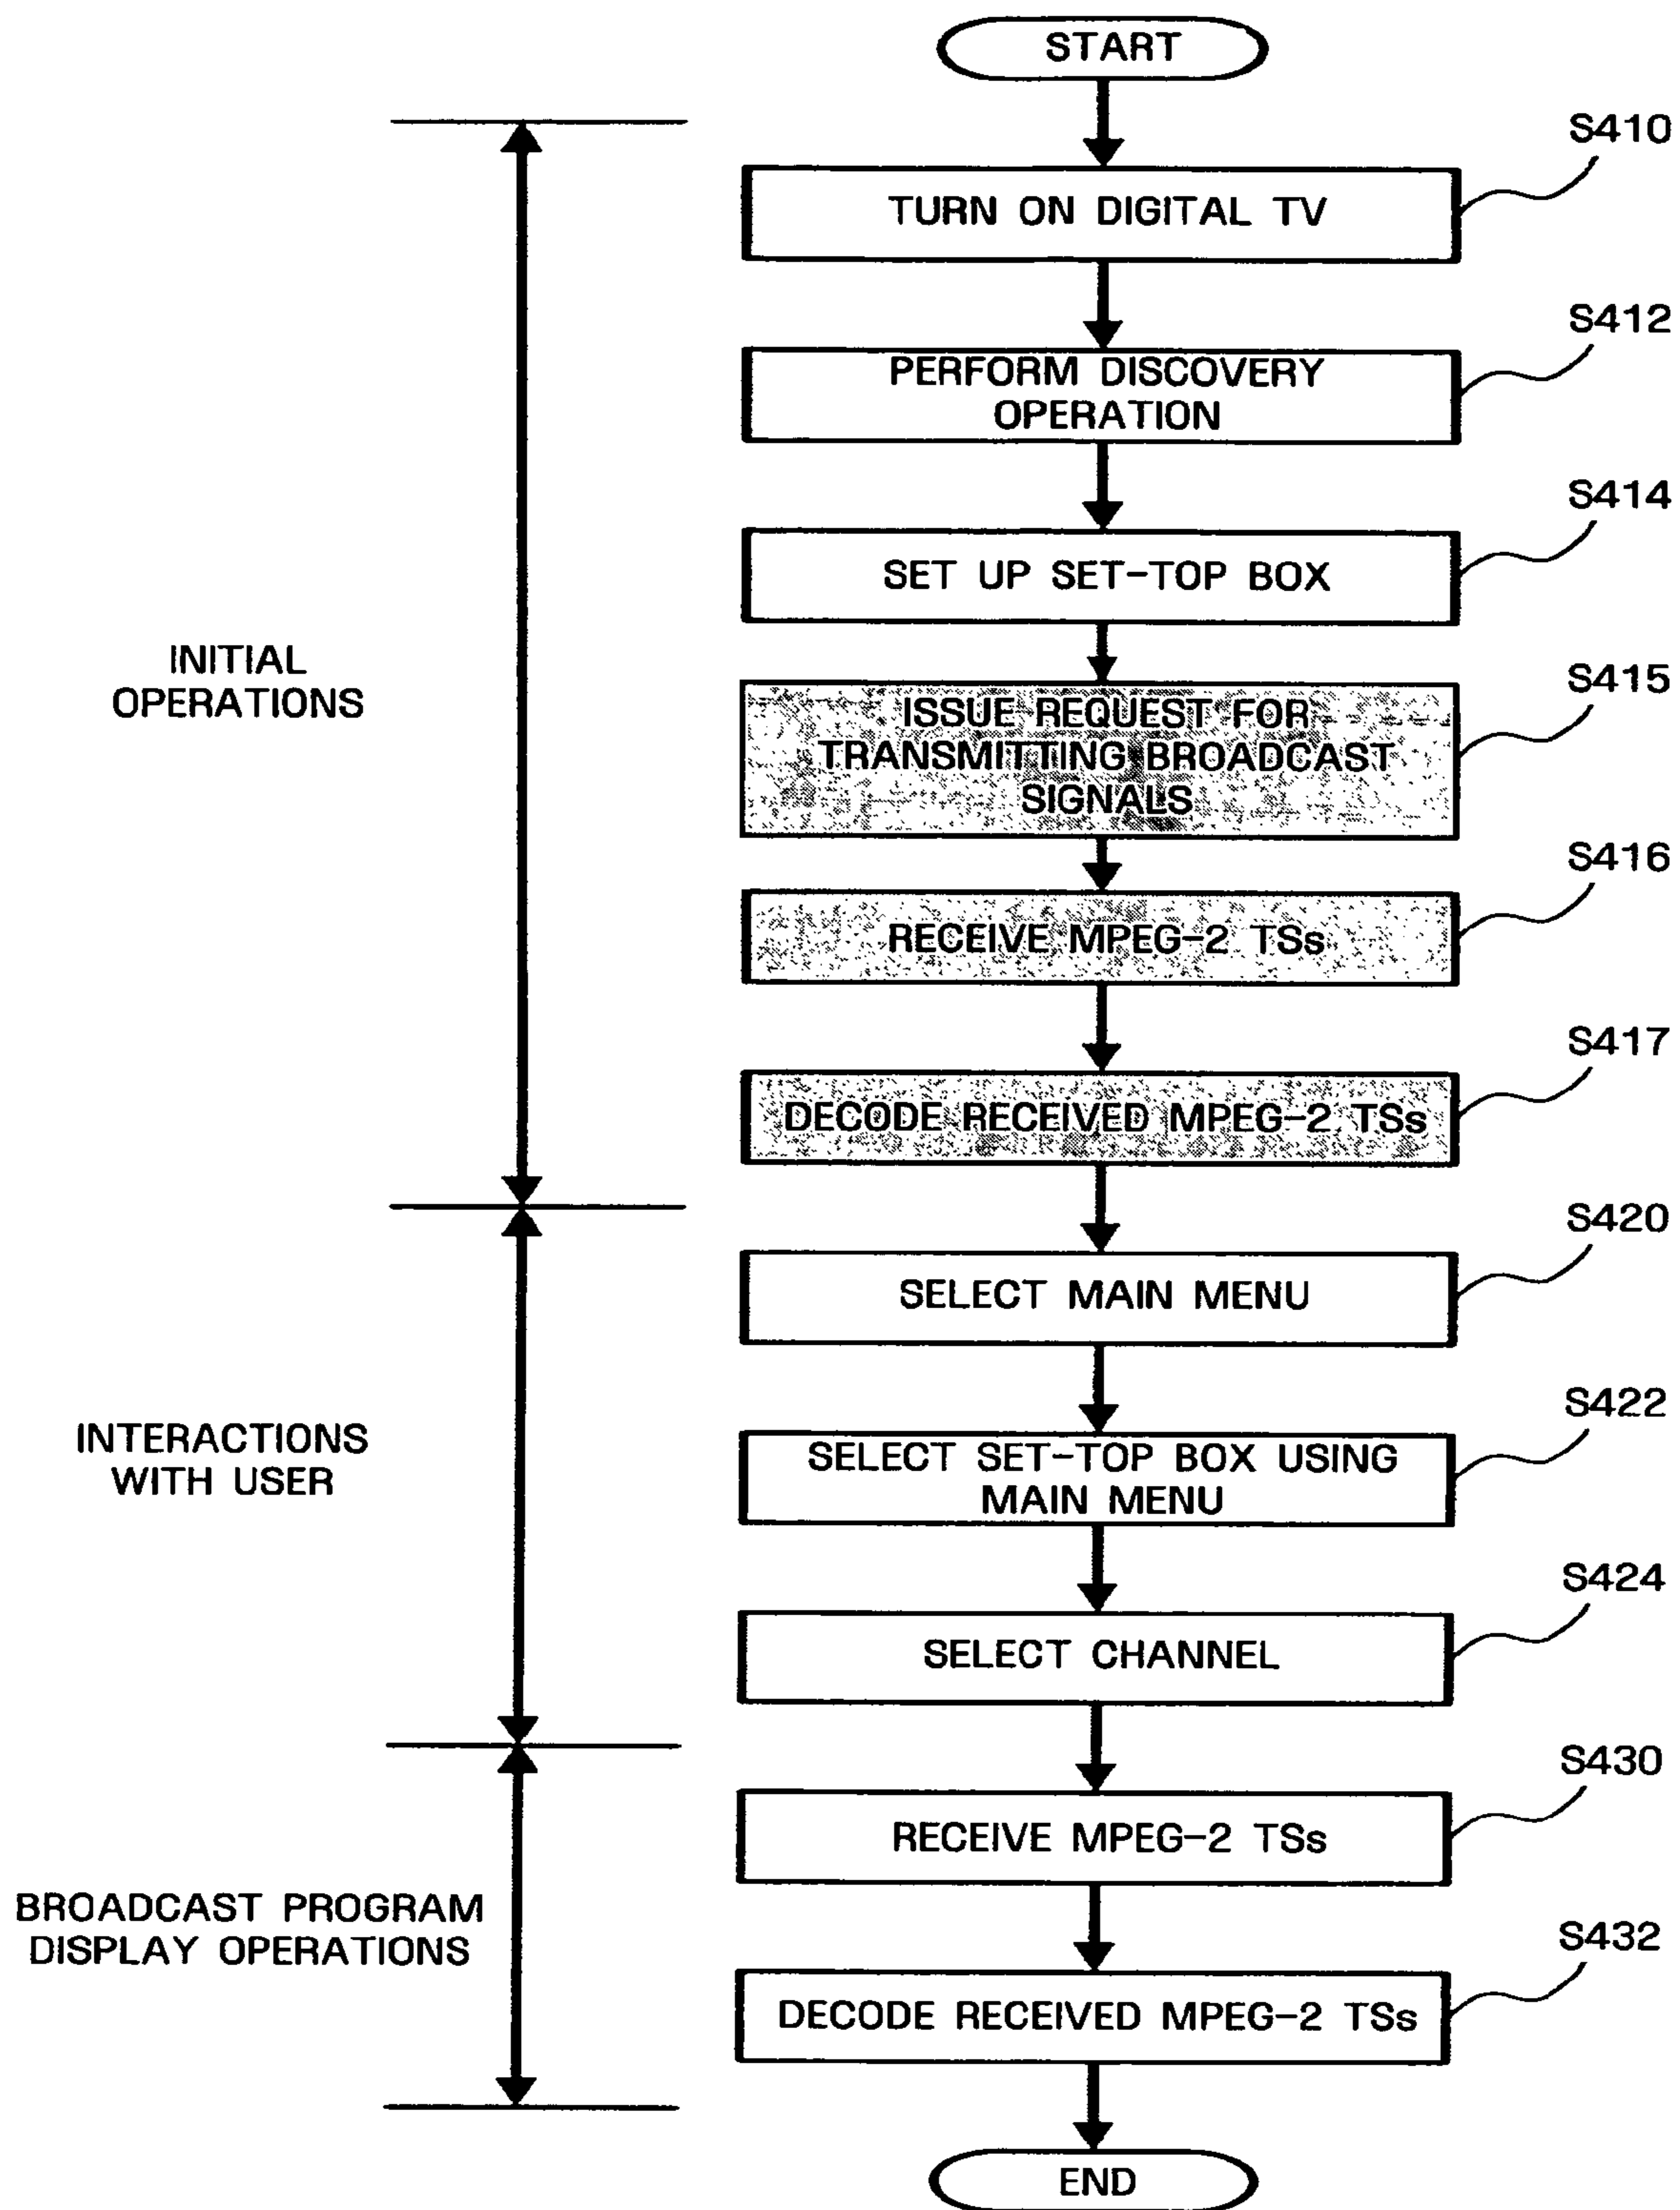 START
S410
TURN ON DIGITAL TV
S412
PERFORM DISCOVERY
OPERATION
S414
SET UP SET-TOP BOX
INITIAL
OPERATIONS
S415
ISSUE REQUEST FOR
TRANSMITTING BROADCAST
SIGNALS
S416
RECEIVE MPEG-2 TSs
S417
DECODE RECEIVED MPEG-2 TSs
S420
SELECT MAIN MENU
INTERACTIONS
WITH USER
S422
SELECT SET-TOP BOX USING
MAIN MENU
S424
SELECT CHANNEL
S430
RECEIVE MPEG-2 TSs
BROADCAST PROGRAM
DISPLAY OPERATIONS
S432
DECODE RECEIVED MPEG-2 TSs
END